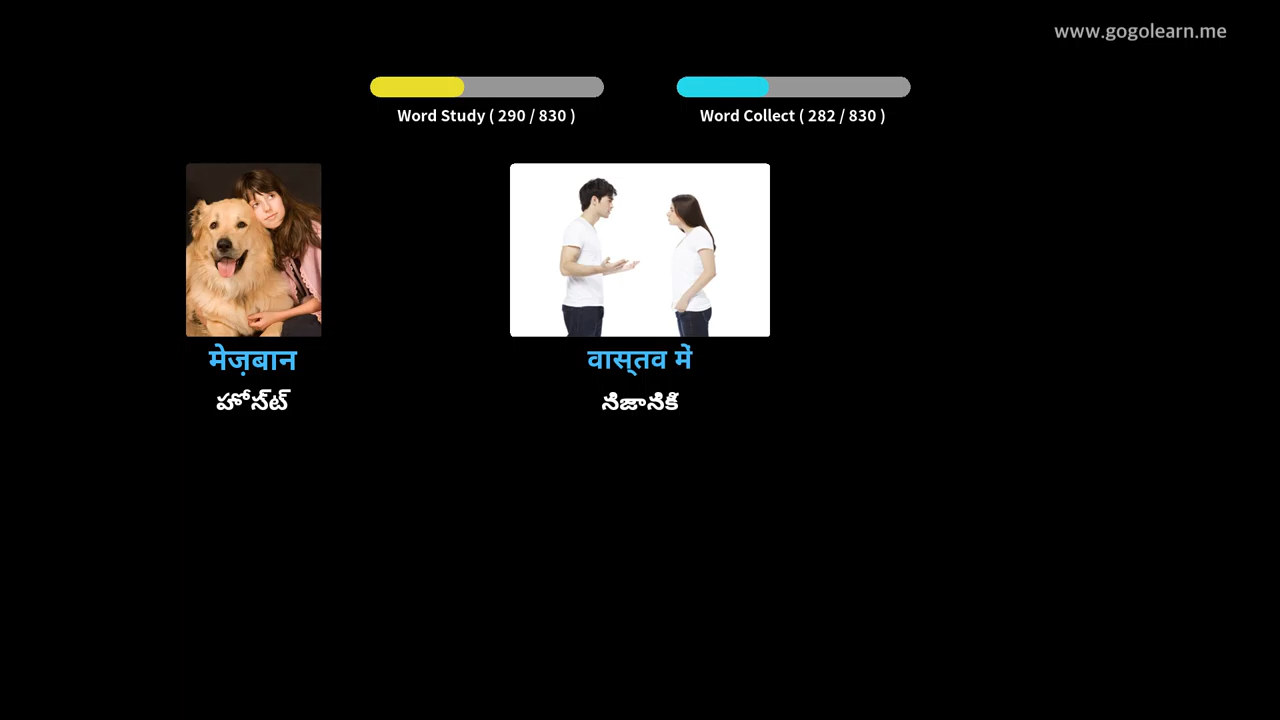 www.gogolearn.me
Word Study ( 290 / 830 )
Word Collect ( 282 / 830 )
मेज़बान
वास्तव में
హోస్ట్
నిజానికి